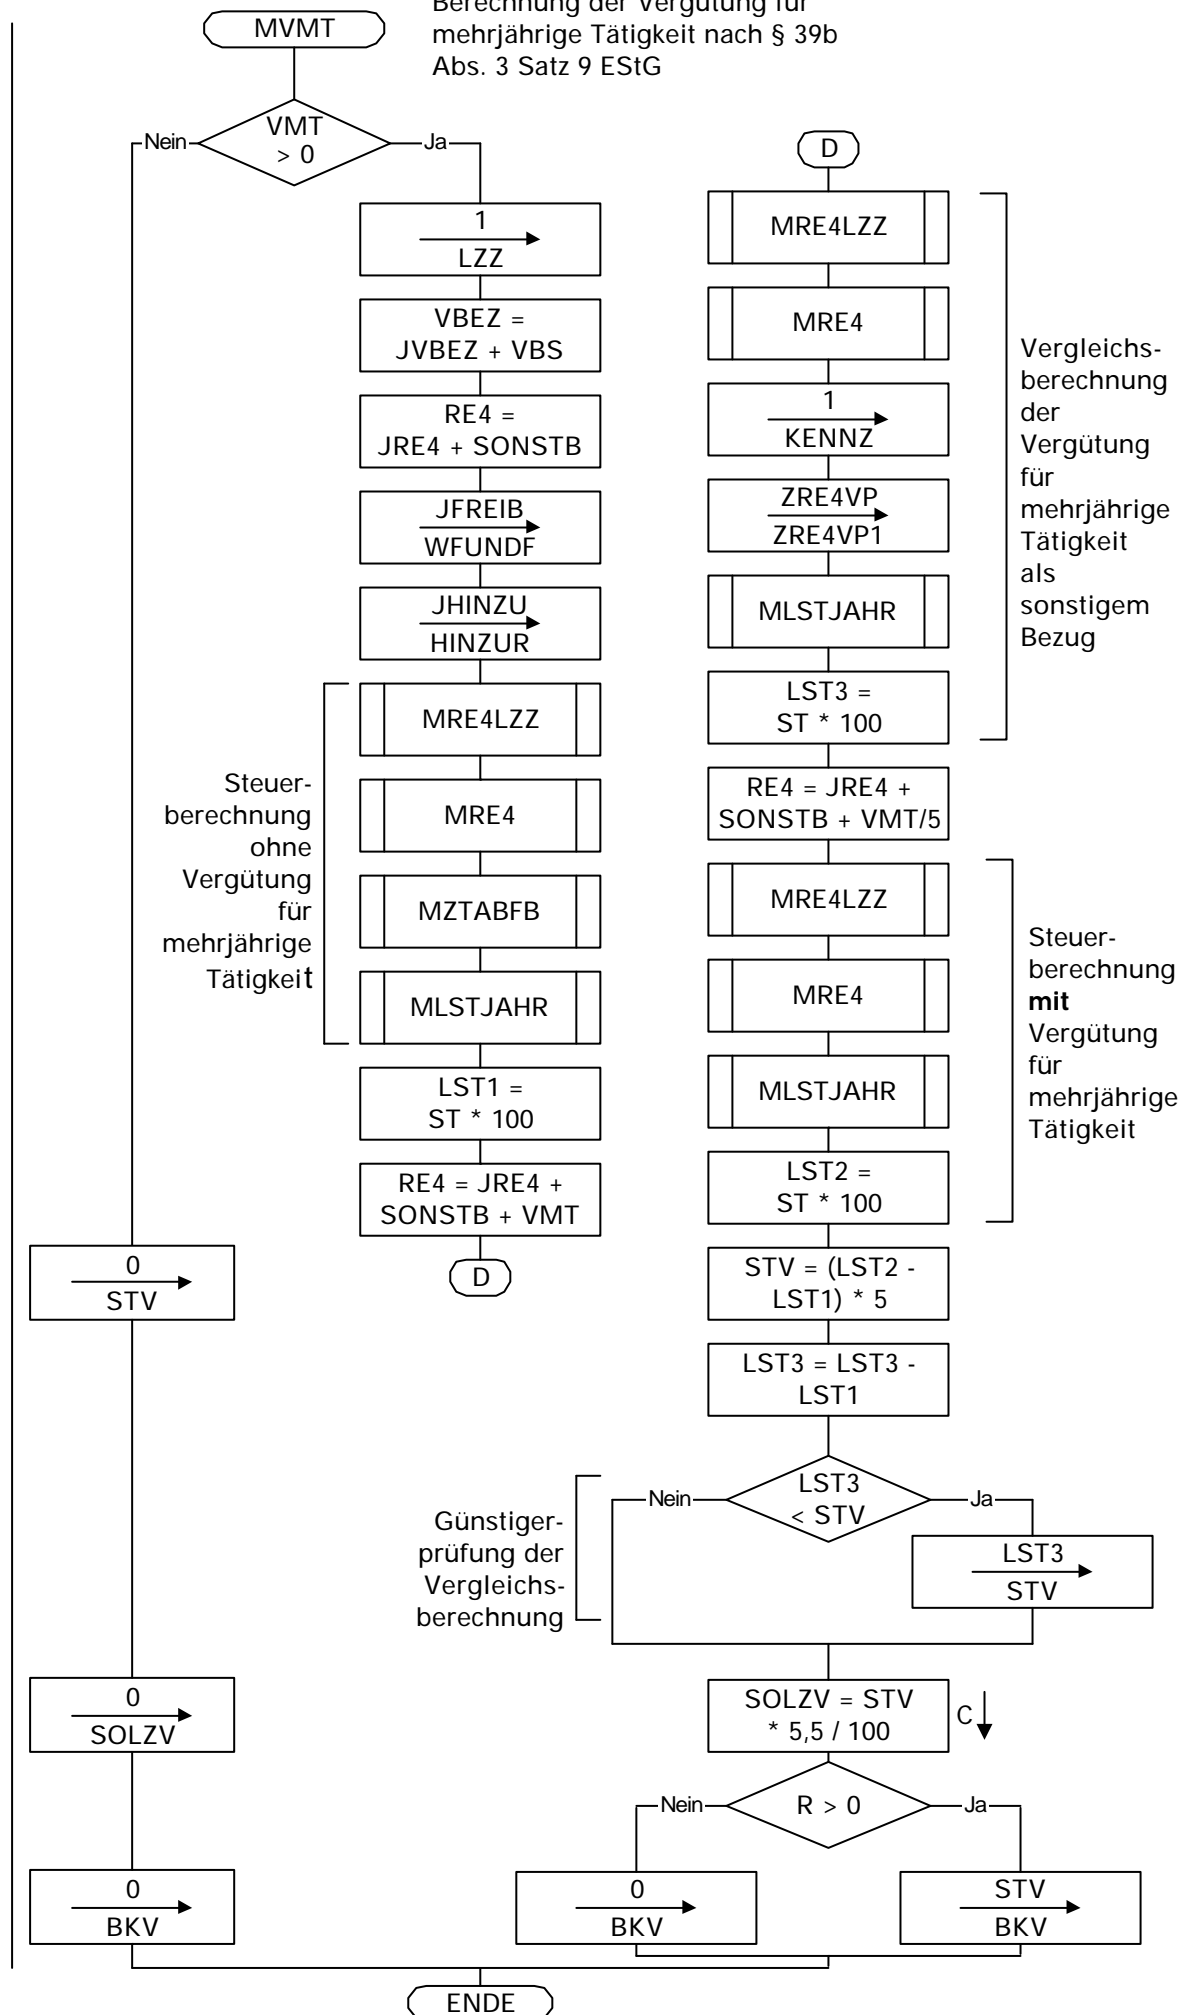 MVMT
Berechnung der Vergütung für
mehrjährige Tätigkeit nach § 39b
Abs. 3 Satz 9 EStG
VMT
> 0
Nein
Ja
1
LZZ
VBEZ =
JVBEZ + VBS
RE4 =
JRE4 + SONSTB
JFREIB
WFUNDF
JHINZU
HINZUR
Steuer-
berechnung
ohne
Vergütung
für
mehrjährige
Tätigkeit
MRE4LZZ
MRE4
MZTABFB
MLSTJAHR
LST1 =
ST * 100
RE4 = JRE4 +
SONSTB + VMT
D
0
STV
0
SOLZV
0
BKV
D
MRE4LZZ
MRE4
1
KENNZ
ZRE4VP
ZRE4VP1
MLSTJAHR
LST3 =
ST * 100
Vergleichs-
berechnung
der
Vergütung
für
mehrjährige
Tätigkeit
als
sonstigem
Bezug
RE4 = JRE4 +
SONSTB + VMT/5
MRE4LZZ
MRE4
MLSTJAHR
LST2 =
ST * 100
Steuer-
berechnung
mit
Vergütung
für
mehrjährige
Tätigkeit
STV = (LST2 -
LST1) * 5
LST3 = LST3 -
LST1
LST3
< STV
Nein
Ja
Günstiger-
prüfung der
Vergleichs-
berechnung
LST3
STV
SOLZV = STV
* 5,5 / 100
C
R > 0
Nein
Ja
0
BKV
STV
BKV
ENDE